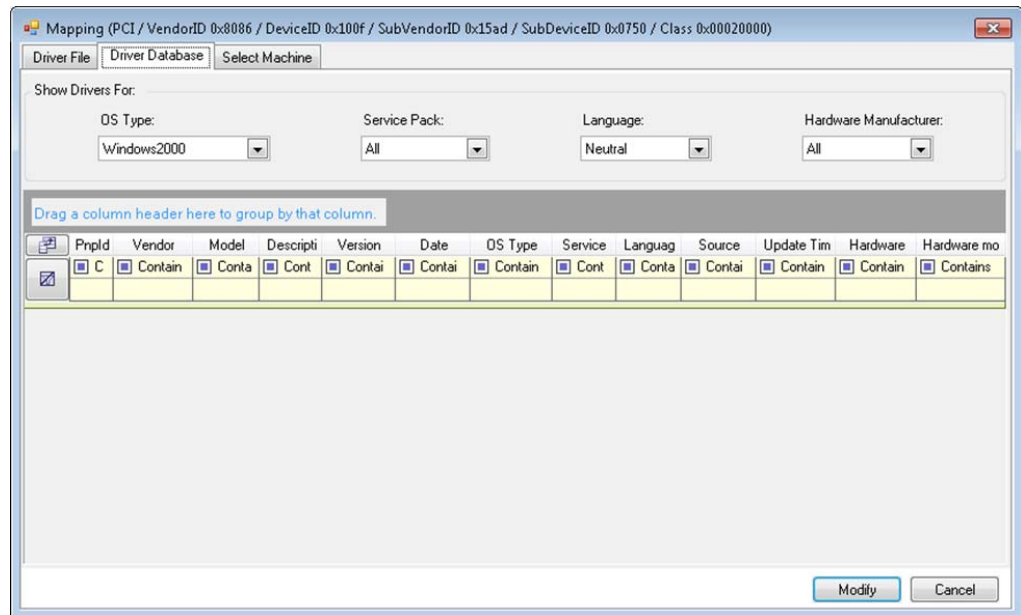 Mapping (PCI / VendorID 0x8086 / DeviceID 0x100f / SubVendorID 0x15ad / SubDeviceID 0x0750 / Class 0x00020000)
Driver File Driver Database Select Machine
Show Drivers For:
OS Type: Service Pack: Language: Hardware Manufacturer:
Windows2000 All Neutral All
Drag a column header here to group by that column.
PnpId Vendor Model Descripti Version Date OS Type Service Languag Source Update Tim Hardware Hardware mo
C Contain Conta Cont Contai Contai Contain Cont Conta Contai Contain Contain Contains
Modify Cancel